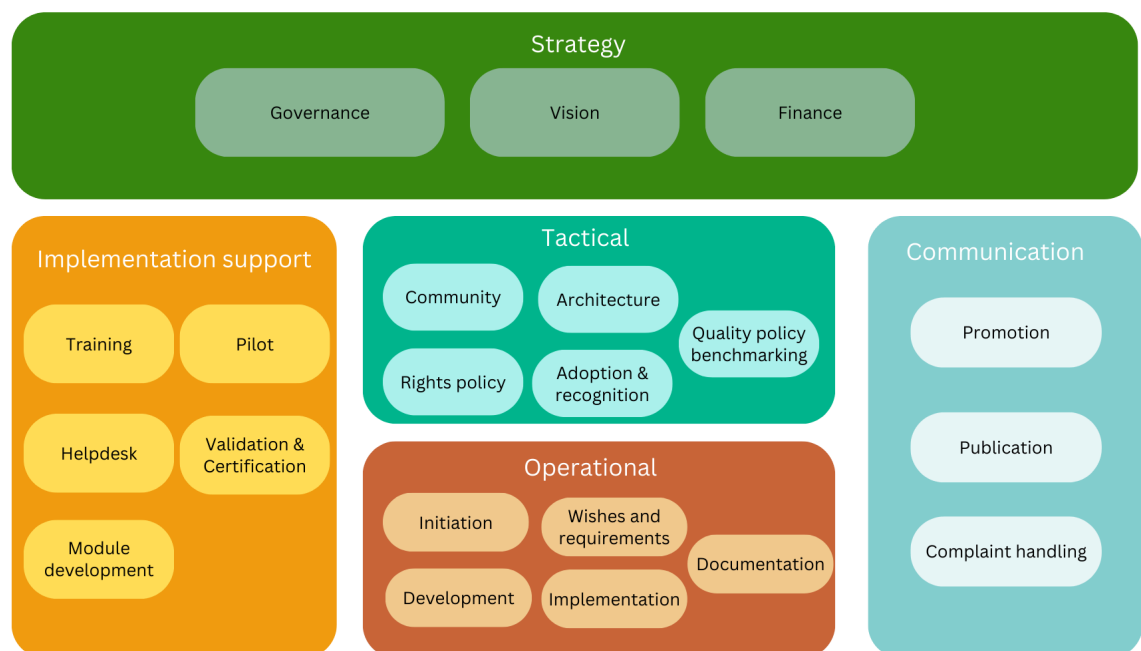 Strategy
Governance
Vision
Finance
Implementation support
Training
Pilot
Helpdesk
Validation &
Certification
Module
development
Tactical
Community
Architecture
Quality policy
benchmarking
Rights policy
Adoption &
recognition
Operational
Initiation
Wishes and
requirements
Documentation
Development
Implementation
Communication
Promotion
Publication
Complaint handling